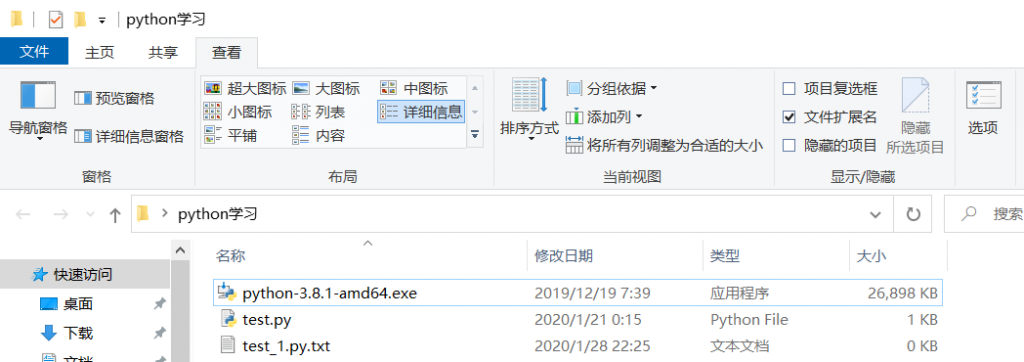 python学习
文件 主页 共享 查看
导航窗格 预览窗格 详细信息窗格
窗格
超大图标 大图标 中图标
小图标 列表 详细信息
平铺 内容
布局
排序方式 分组依据 添加列 将所有列调整为合适的大小
当前视图
项目复选框
文件扩展名
隐藏的项目
隐藏
所选项目
显示/隐藏
选项
python学习 搜索
快速访问
桌面
下载
文档
名称 修改日期 类型 大小
python-3.8.1-amd64.exe 2019/12/19 7:39 应用程序 26,898 KB
test.py 2020/1/21 0:15 Python File 1 KB
test_1.py.txt 2020/1/28 22:25 文本文档 0 KB